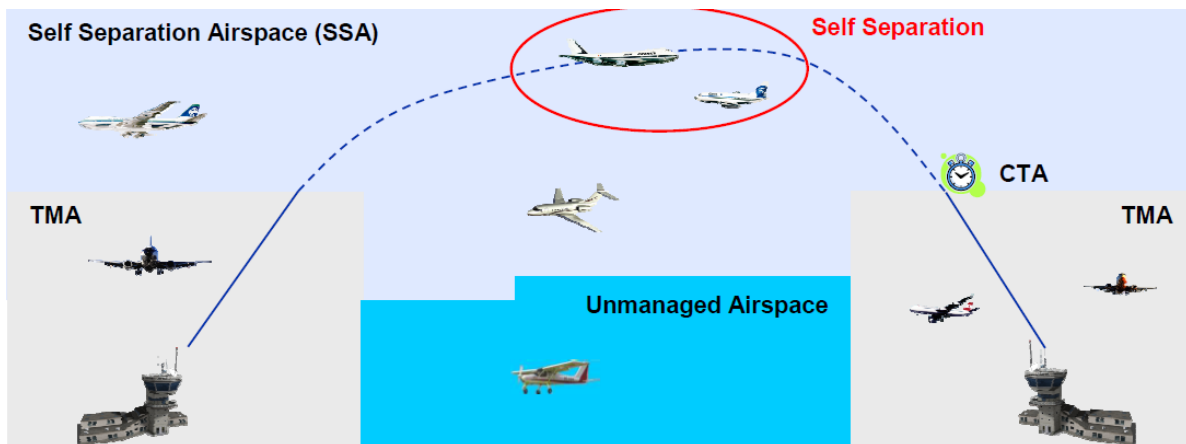 Self Separation Airspace (SSA)
Self Separation
CTA
TMA
TMA
Unmanaged Airspace